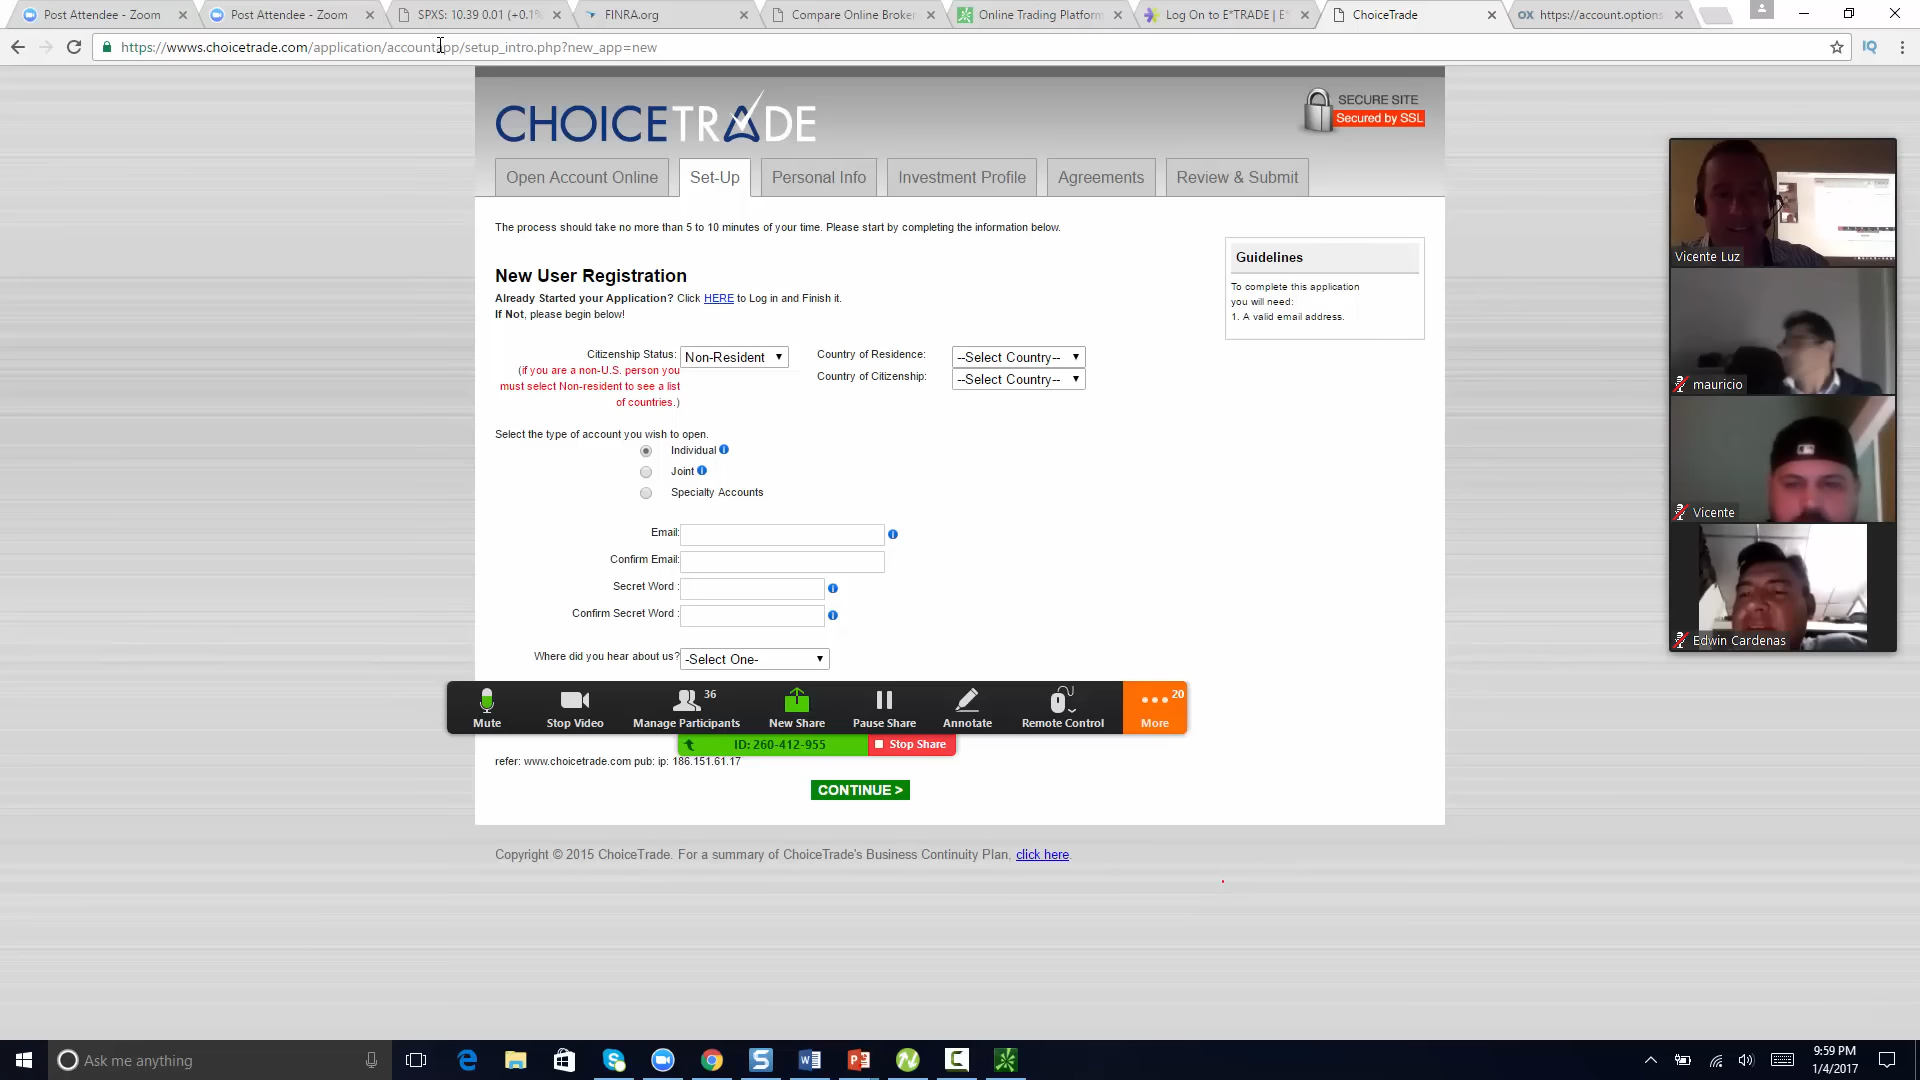 Post Attendee - Zoom
Post Attendee - Zoom
SPXS: 10.39 0.01 (+0.1%
FINRA.org
Compare Online Broker
Online Trading Platform
Log On to E*TRADE | E*
ChoiceTrade
OX https://account.options
https://wwws.choicetrade.com/application/accountapp/setup_intro.php?new_app=new
IQ
CHOICETRADE
SECURE SITE
Secured by SSL
Open Account Online
Set-Up
Personal Info
Investment Profile
Agreements
Review & Submit
The process should take no more than 5 to 10 minutes of your time. Please start by completing the information below.
Guidelines
To complete this application
you will need:
1. A valid email address.
New User Registration
Already Started your Application? Click HERE to Log in and Finish it.
If Not, please begin below!
Citizenship Status: Non-Resident
(if you are a non-U.S. person you
must select Non-resident to see a list
of countries.)
Country of Residence: --Select Country--
Country of Citizenship: --Select Country--
Select the type of account you wish to open.
Individual
Joint
Specialty Accounts
Email:
Confirm Email:
Secret Word :
Confirm Secret Word :
Where did you hear about us? -Select One-
Mute
Stop Video
36
Manage Participants
New Share
Pause Share
Annotate
Remote Control
20
More
ID: 260-412-955
Stop Share
refer: www.choicetrade.com pub: ip: 186.151.61.17
CONTINUE >
Copyright © 2015 ChoiceTrade. For a summary of ChoiceTrade's Business Continuity Plan, click here.
Vicente Luz
mauricio
Vicente
Edwin Cardenas
Ask me anything
9:59 PM
1/4/2017